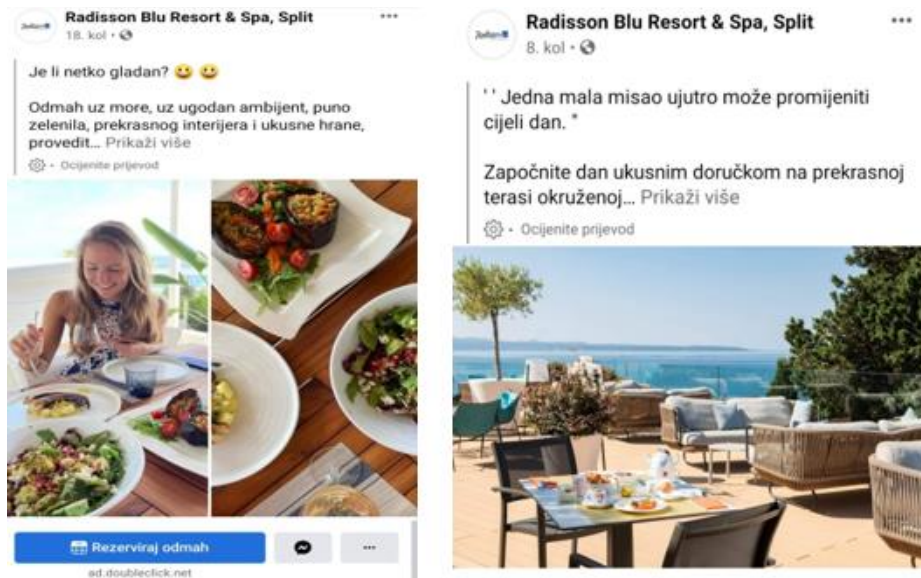 Radisson Blu Resort & Spa, Split
18. kol •
Je li netko gladan? 😀 😀
Odmah uz more, uz ugodan ambijent, puno
zelenila, prekrasnog interijera i ukusne hrane,
provedit... Prikaži više
• Ocijenite prijevod
Rezerviraj odmah
ad.doubleclick.net
Radisson Blu Resort & Spa, Split
8. kol •
' ' Jedna mala misao ujutro može promijeniti
cijeli dan. "
Započnite dan ukusnim doručkom na prekrasnoj
terasi okruženoj... Prikaži više
• Ocijenite prijevod